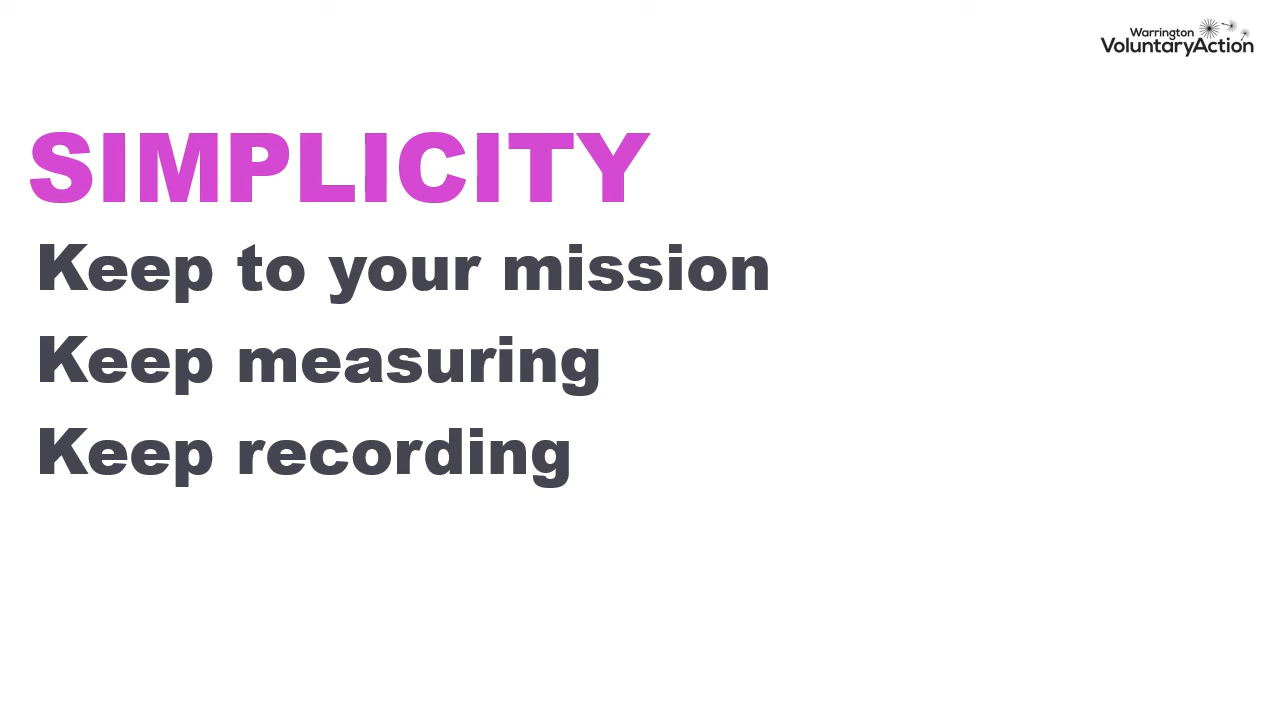 Warrington
VoluntaryAction
SIMPLICITY
Keep to your mission
Keep measuring
Keep recording